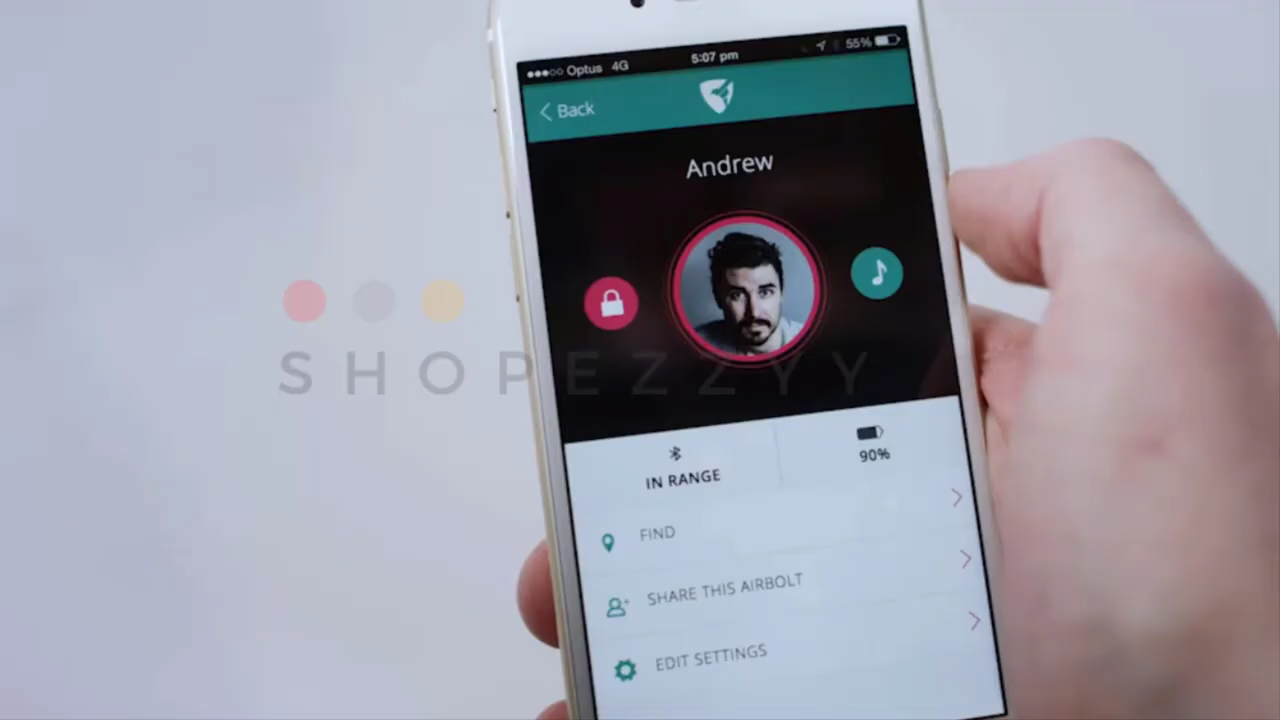 Optus 4G 5:07 pm 55%
Back
Andrew
SHOPEZZYY
IN RANGE
90%
FIND
SHARE THIS AIRBOLT
EDIT SETTINGS